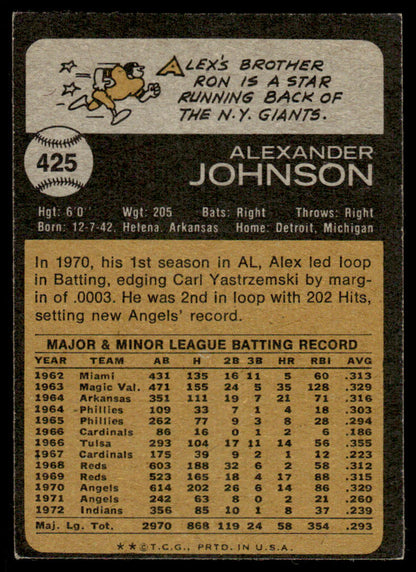 ALEX'S BROTHER
RON IS A STAR
RUNNING BACK OF
THE N.Y. GIANTS.
425
ALEXANDER
JOHNSON
Hgt: 6'0" Wgt: 205 Bats: Right Throws: Right
Born: 12-7-42, Helena, Arkansas Home: Detroit, Michigan
In 1970, his 1st season in AL, Alex led loop
in Batting, edging Carl Yastrzemski by marg-
in of .0003. He was 2nd in loop with 202 Hits,
setting new Angels' record.
MAJOR & MINOR LEAGUE BATTING RECORD
YEAR TEAM AB H 2B 3B HR RBI AVG
1962 Miami 431 135 16 11 5 60 .313
1963 Magic Val. 471 155 24 5 35 128 .329
1964 Arkansas 351 111 19 7 21 71 .316
1964 Phillies 109 33 7 1 4 18 .303
1965 Phillies 262 77 9 3 8 28 .294
1966 Cardinals 86 16 0 1 2 6 .186
1966 Tulsa 293 104 17 11 14 56 .355
1967 Cardinals 175 39 9 2 1 12 .223
1968 Reds 603 188 32 6 2 58 .312
1969 Reds 523 165 18 4 17 88 .315
1970 Angels 614 202 26 6 14 86 .320
1971 Angels 242 63 8 0 2 21 .260
1972 Indians 356 85 10 1 8 37 .239
Maj. Lg. Tot. 2970 868 119 24 58 354 .293
★★©T.C.G., PRTD. IN U.S.A.